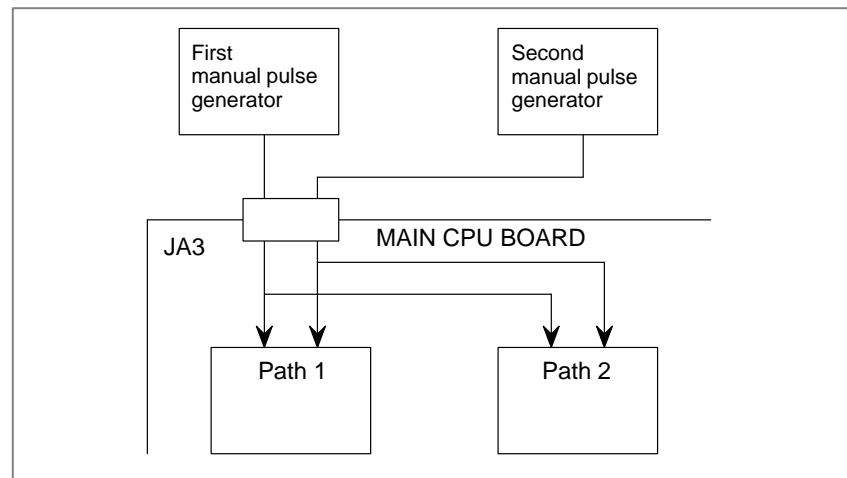 First
manual pulse
generator
Second
manual pulse
generator
JA3
MAIN CPU BOARD
Path 1
Path 2